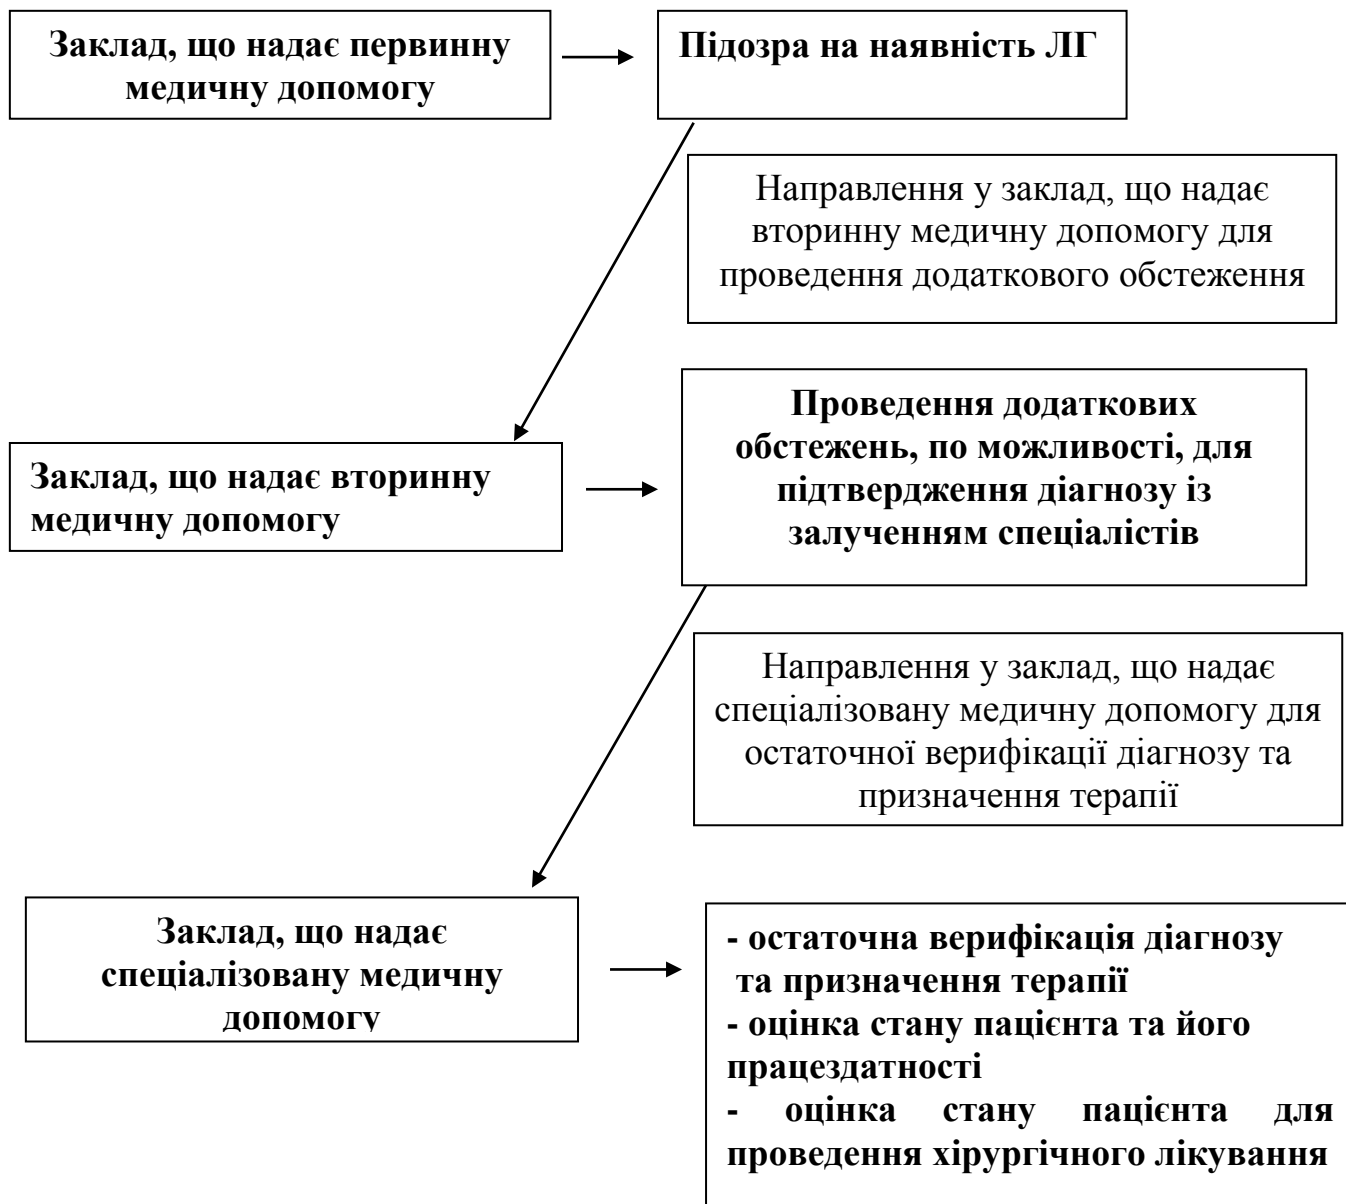 Заклад, що надає первинну
медичну допомогу
Підозра на наявність ЛГ
Направлення у заклад, що надає
вторинну медичну допомогу для
проведення додаткового обстеження
Заклад, що надає вторинну
медичну допомогу
Проведення додаткових
обстежень, по можливості, для
підтвердження діагнозу із
залученням спеціалістів
Направлення у заклад, що надає
спеціалізовану медичну допомогу для
остаточної верифікації діагнозу та
призначення терапії
Заклад, що надає
спеціалізовану медичну
допомогу
- остаточна верифікація діагнозу
та призначення терапії
- оцінка стану пацієнта та його
працездатності
- оцінка стану пацієнта для
проведення хірургічного лікування